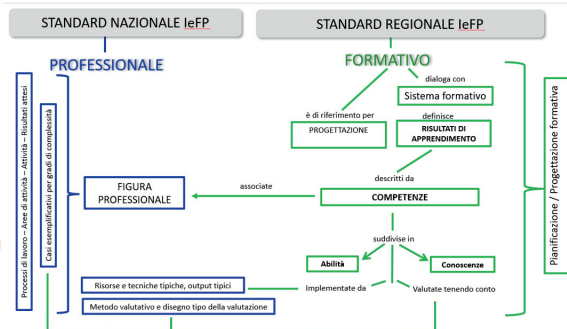 STANDARD NAZIONALE IeFP
STANDARD REGIONALE IeFP
PROFESSIONALE
FORMATIVO
dialoga con
Sistema formativo
è di riferimento per
definisce
PROGETTAZIONE
RISULTATI DI
APPRENDIMENTO
Processi di lavoro – Aree di attività – Attività – Risultati attesi
Casi esemplificativi per gradi di complessità
FIGURA
PROFESSIONALE
associate
descritti da
COMPETENZE
suddivise in
Abilità
Conoscenze
Risorse e tecniche tipiche, output tipici
Implementate da
Valutate tenendo conto
Metodo valutativo e disegno tipo della valutazione
Pianificazione / Progettazione formativa